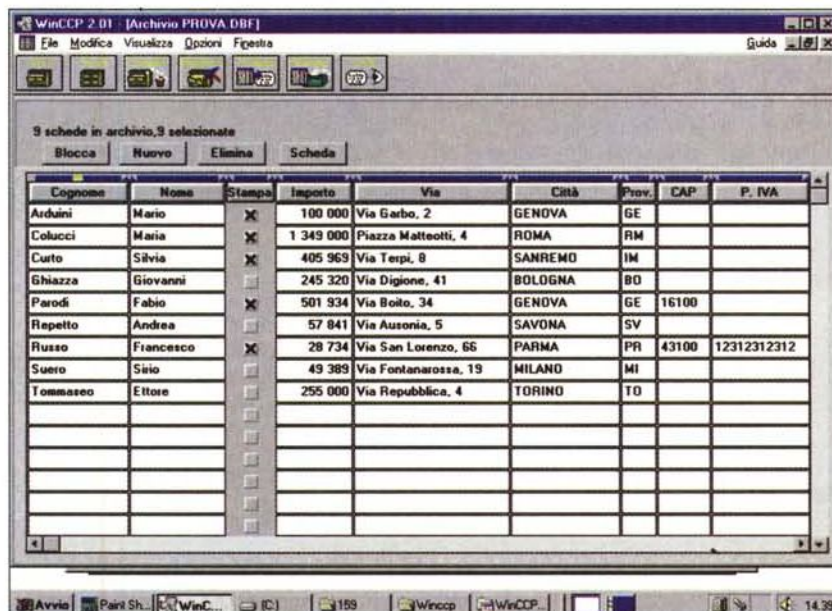 WinCCP 2.01 - [Archivio PROVA.DBF]
File Modifica Visualizza Opzioni Finestra Guida
9 schede in archivio,9 selezionate
Blocca Nuovo Elimina Scheda
Cognome Nome Stampa Importo Via Città Prov. CAP P. IVA
Arduini Mario 100 000 Via Garbo, 2 GENOVA GE
Colucci Maria 1 349 000 Piazza Matteotti, 4 ROMA RM
Curto Silvia 405 969 Via Terpi, 8 SANREMO IM
Ghiazza Giovanni 245 320 Via Digione, 41 BOLOGNA BO
Parodi Fabio 501 934 Via Boito, 34 GENOVA GE 16100
Repetto Andrea 57 841 Via Ausonia, 5 SAVONA SV
Russo Francesco 28 734 Via San Lorenzo, 66 PARMA PR 43100 12312312312
Suero Sirio 49 389 Via Fontanarossa, 19 MILANO MI
Tommaseo Ettore 255 000 Via Repubblica, 4 TORINO TO
Avvio Paint Sh... WinC... (C:) 159 Winccp WinCCP... 14.36